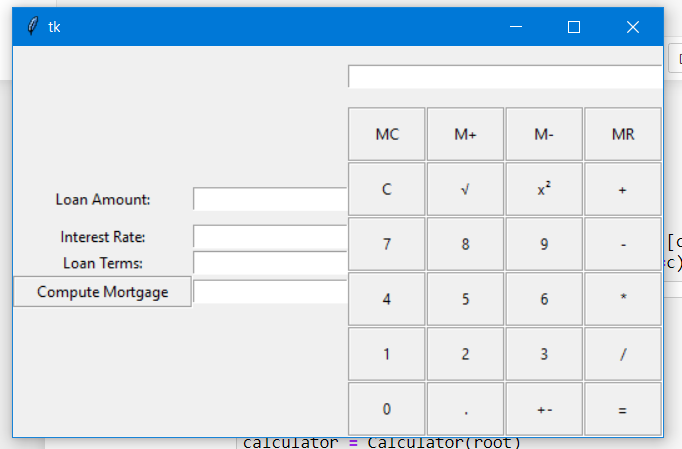 tk
MC M+ M- MR
C √ x² +
Loan Amount:
7 8 9 -
Interest Rate:
Loan Terms:
Compute Mortgage
4 5 6 *
1 2 3 /
0 . +- =
[c
=c)
calculator = Calculator(root)